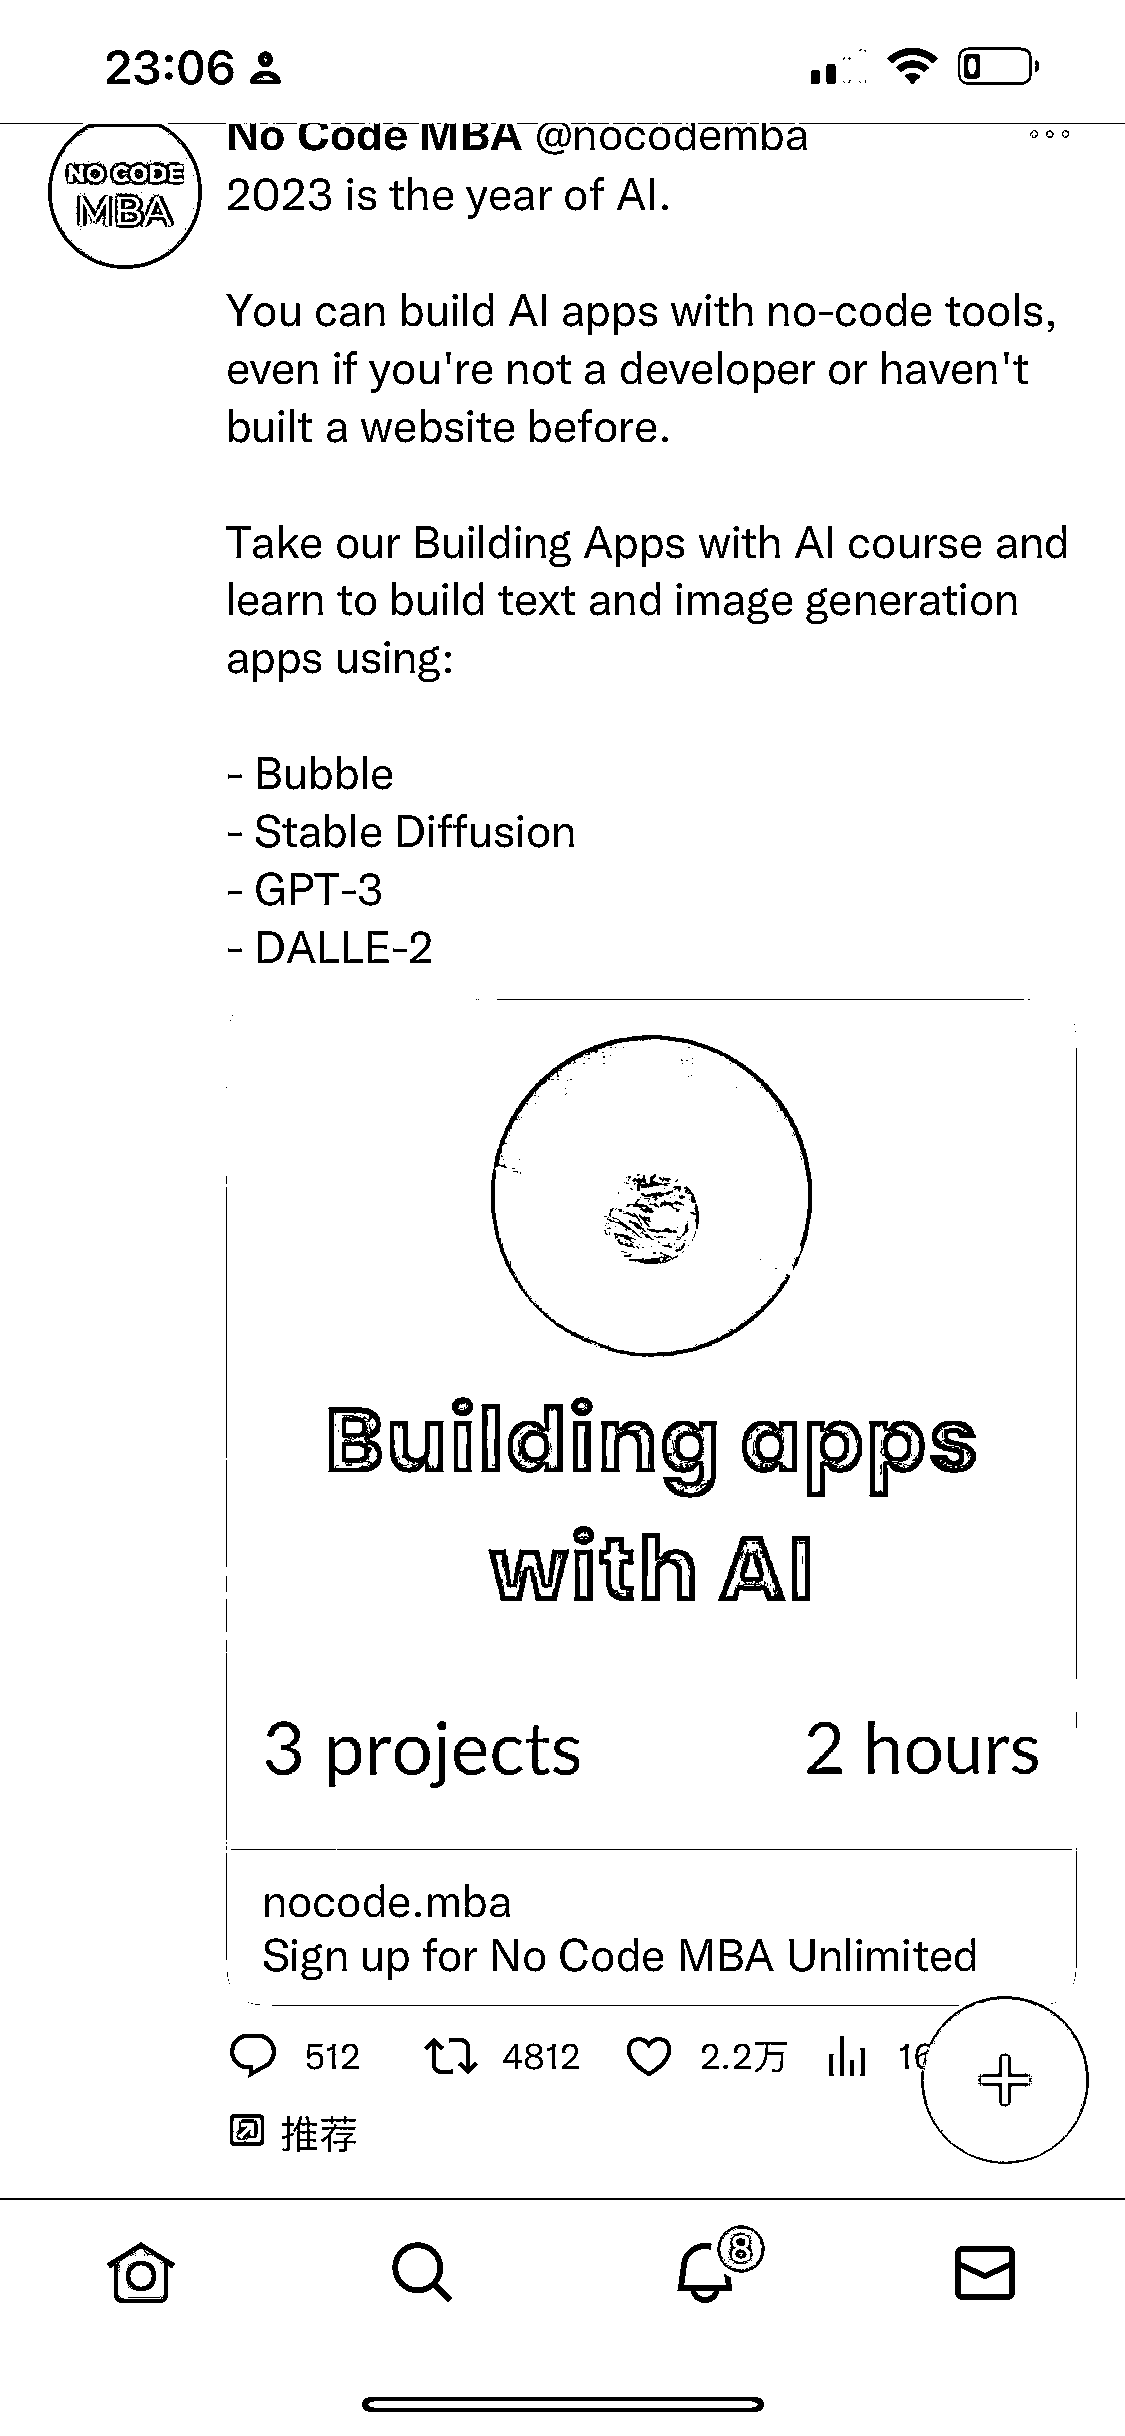 23:06
No Code MBA @nocodemba
NO CODE
MBA
2023 is the year of AI.
You can build AI apps with no-code tools,
even if you're not a developer or haven't
built a website before.
Take our Building Apps with AI course and
learn to build text and image generation
apps using:
- Bubble
- Stable Diffusion
- GPT-3
- DALLE-2
Building apps
with AI
3 projects 2 hours
nocode.mba
Sign up for No Code MBA Unlimited
512 4812 2.2万
推荐
8